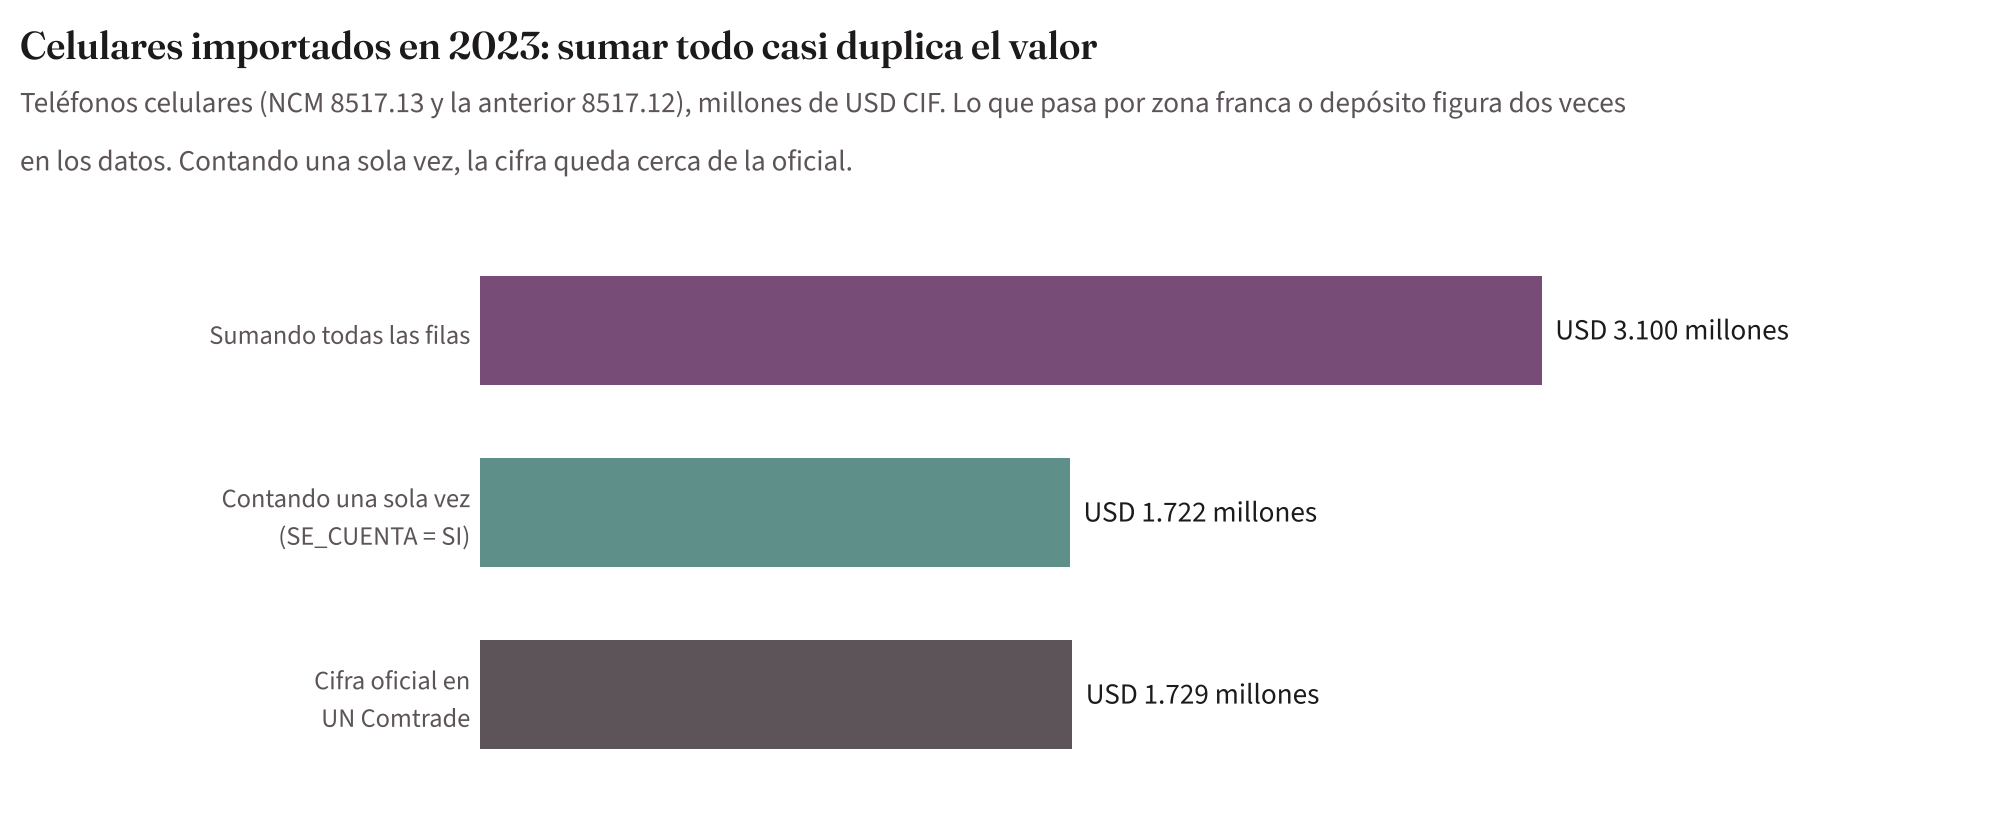 Celulares importados en 2023: sumar todo casi duplica el valor
Teléfonos celulares (NCM 8517.13 y la anterior 8517.12), millones de USD CIF. Lo que pasa por zona franca o depósito figura dos veces
en los datos. Contando una sola vez, la cifra queda cerca de la oficial.
Sumando todas las filas
USD 3.100 millones
Contando una sola vez
(SE_CUENTA = SI)
USD 1.722 millones
Cifra oficial en
UN Comtrade
USD 1.729 millones